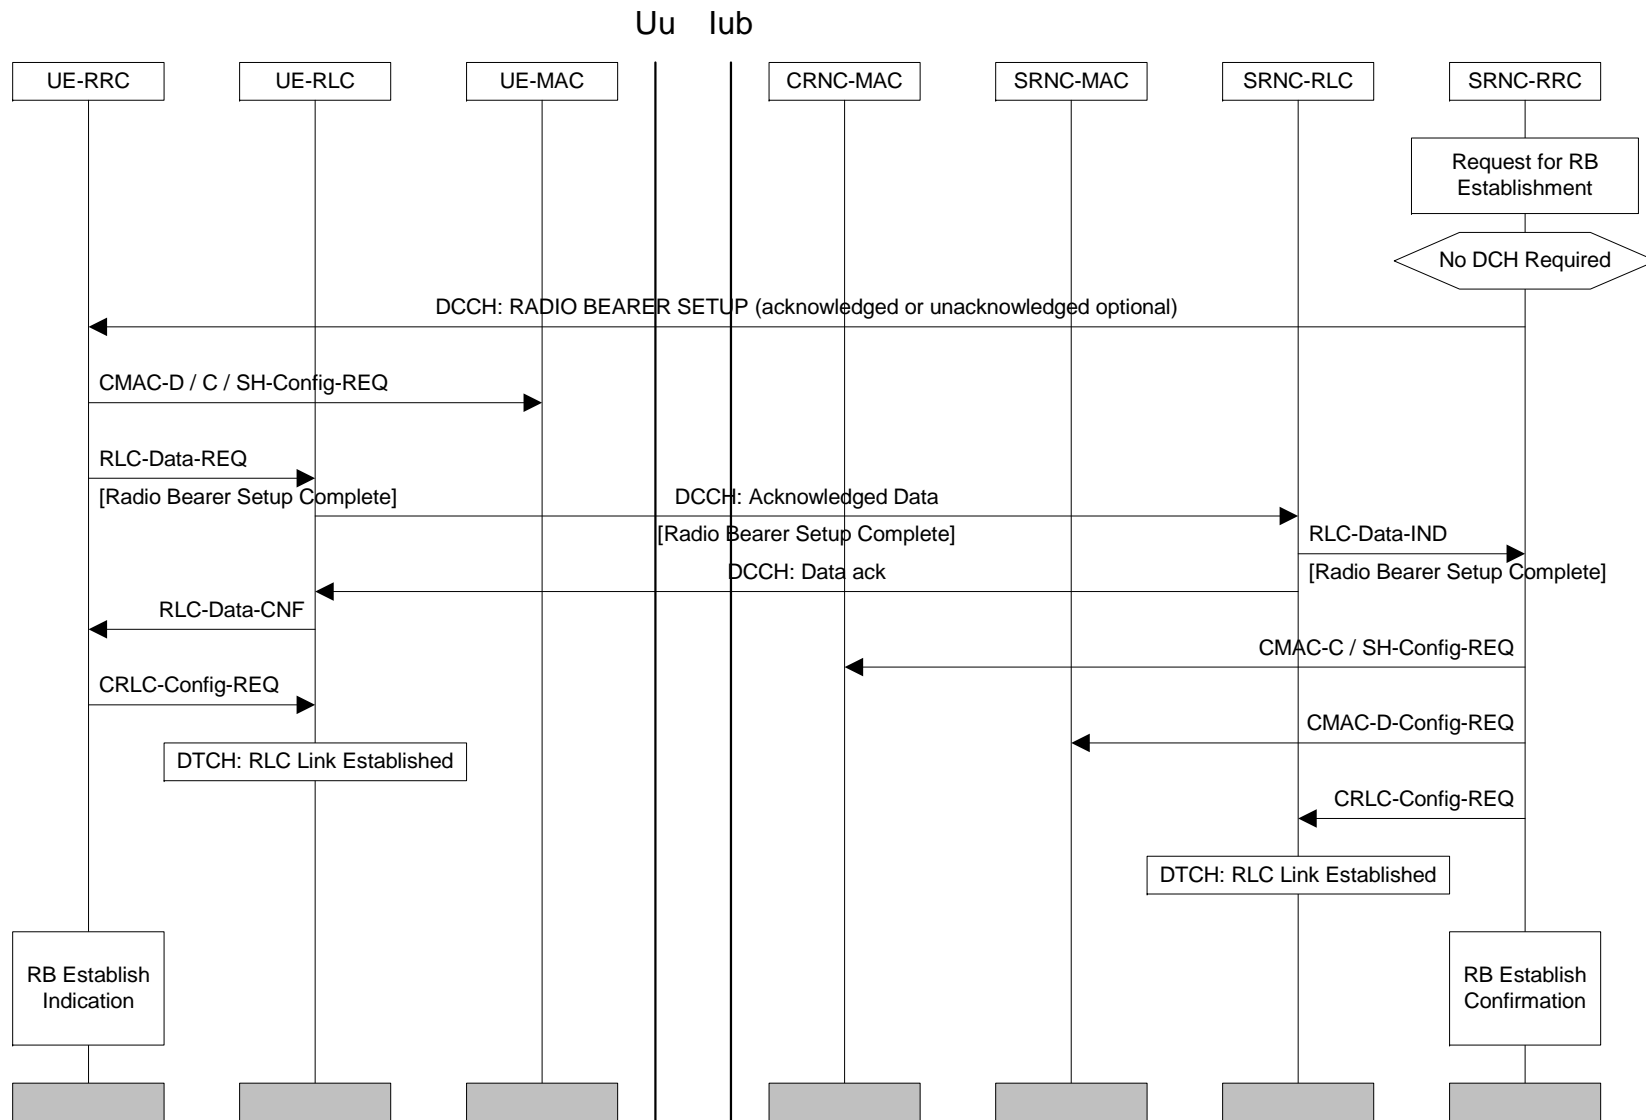 Uu Iub
UE-RRC UE-RLC UE-MAC CRNC-MAC SRNC-MAC SRNC-RLC SRNC-RRC
Request for RB
Establishment
No DCH Required
DCCH: RADIO BEARER SETUP (acknowledged or unacknowledged optional)
CMAC-D / C / SH-Config-REQ
RLC-Data-REQ
[Radio Bearer Setup Complete]
DCCH: Acknowledged Data
[Radio Bearer Setup Complete]
RLC-Data-IND
[Radio Bearer Setup Complete]
DCCH: Data ack
RLC-Data-CNF
CMAC-C / SH-Config-REQ
CRLC-Config-REQ
CMAC-D-Config-REQ
DTCH: RLC Link Established
CRLC-Config-REQ
DTCH: RLC Link Established
RB Establish
Indication
RB Establish
Confirmation